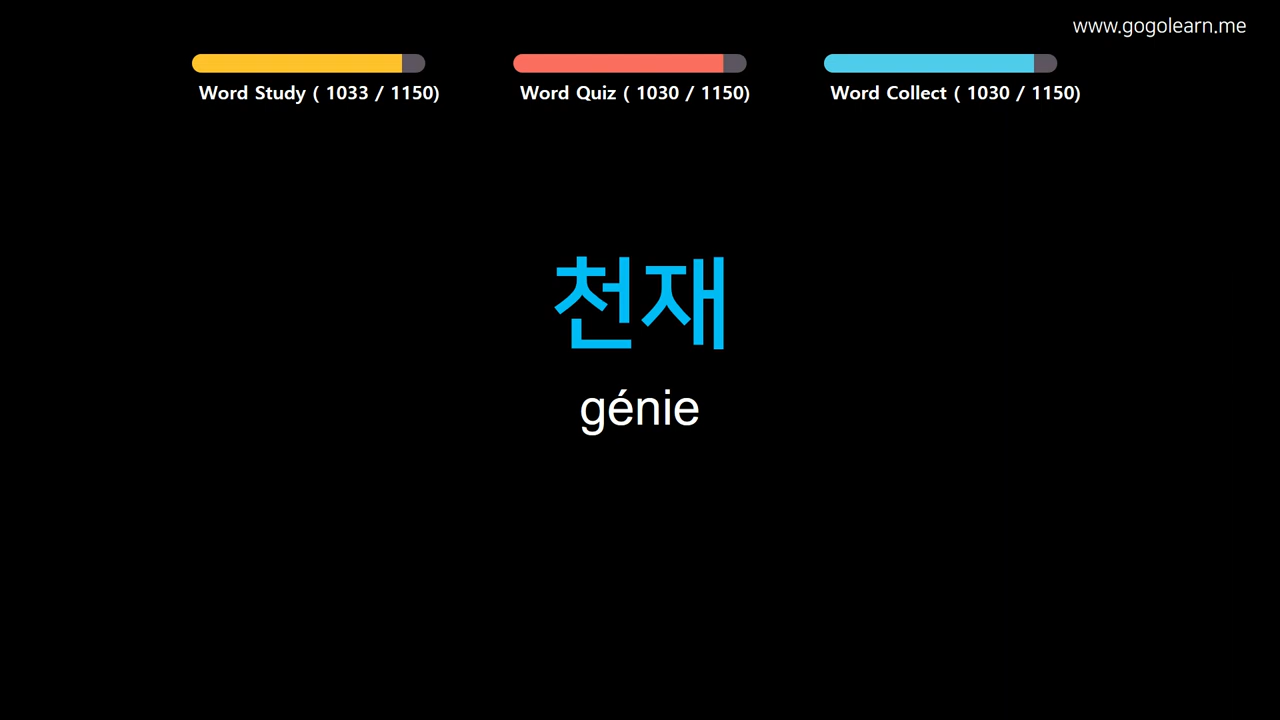 www.gogolearn.me
Word Study ( 1033 / 1150)
Word Quiz ( 1030 / 1150)
Word Collect ( 1030 / 1150)
천재
génie